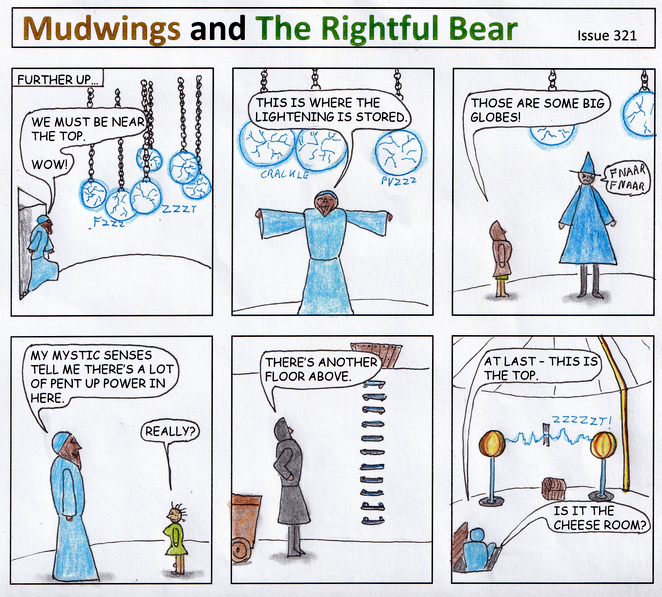 Mudwings and The Rightful Bear
Issue 321
FURTHER UP...
WE MUST BE NEAR
THE TOP.
WOW!
FZZZ
ZZZT
THIS IS WHERE THE
LIGHTENING IS STORED.
CRACKLE
PVZZZ
THOSE ARE SOME BIG
GLOBES!
FNAAR
FNAAR
MY MYSTIC SENSES
TELL ME THERE'S A LOT
OF PENT UP POWER IN
HERE.
REALLY?
THERE'S ANOTHER
FLOOR ABOVE.
AT LAST - THIS IS
THE TOP.
ZZZZZT!
IS IT THE
CHEESE ROOM?